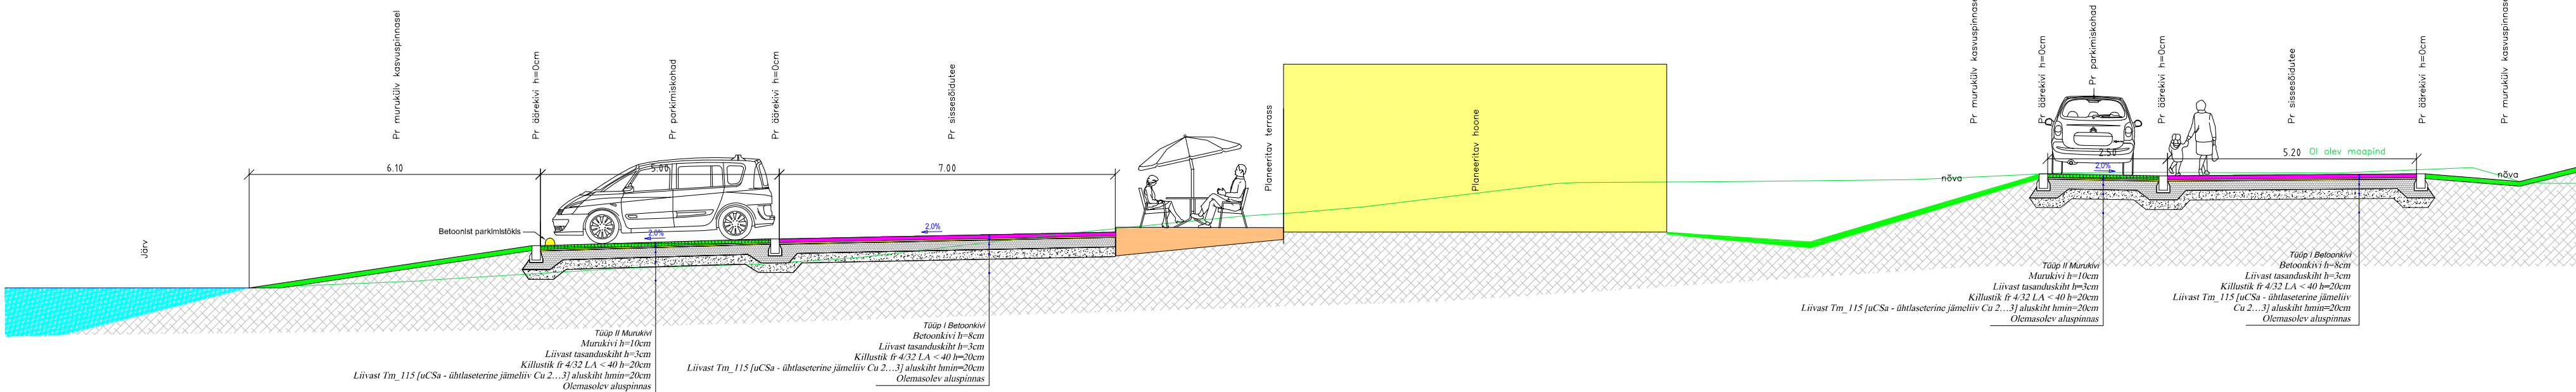 Järv
6.10
Pr murukülv kasvupinnasel
Pr äärekivi h=0cm
Betoonist parkimistõkis
5.00
Pr parkimiskohad
2.0%
Pr äärekivi h=0cm
7.00
Pr sissesõidutee
2.0%
Planeeritav terrass
Planeeritav hoone
Pr murukülv kasvupinnase
nõva
Pr äärekivi h=0cm
Pr parkimiskohad
2.50
2.0%
Pr äärekivi h=0cm
Pr sissesõidutee
5.20
Ol olev maapind
Pr äärekivi h=0cm
Pr murukülv kasvupinnase
nõva
Tüüp II Murukivi
Murukivi h=10cm
Liivast tasanduskiht h=3cm
Killustik fr 4/32 LA < 40 h=20cm
Liivast Tm_115 [uCSa - ühtlaseterine jämeliiv Cu 2…3] aluskiht hmin=20cm
Olemasolev aluspinnas
Tüüp I Betoonkivi
Betoonkivi h=8cm
Liivast tasanduskiht h=3cm
Killustik fr 4/32 LA < 40 h=20cm
Liivast Tm_115 [uCSa - ühtlaseterine jämeliiv Cu 2…3] aluskiht hmin=20cm
Olemasolev aluspinnas
Tüüp II Murukivi
Murukivi h=10cm
Liivast tasanduskiht h=3cm
Killustik fr 4/32 LA < 40 h=20cm
Liivast Tm_115 [uCSa - ühtlaseterine jämeliiv Cu 2…3] aluskiht hmin=20cm
Olemasolev aluspinnas
Tüüp I Betoonkivi
Betoonkivi h=8cm
Liivast tasanduskiht h=3cm
Killustik fr 4/32 LA < 40 h=20cm
Liivast Tm_115 [uCSa - ühtlaseterine jämeliiv
Cu 2…3] aluskiht hmin=20cm
Olemasolev aluspinnas